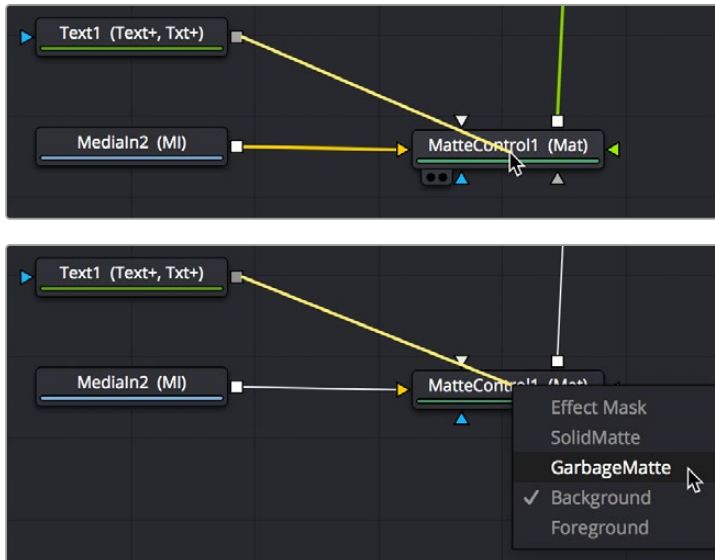 Text1 (Text+, Txt+)
MediaIn2 (MI)
MatteControl1 (Mat)
Text1 (Text+, Txt+)
MediaIn2 (MI)
MatteControl1 (Mat)
Effect Mask
SolidMatte
GarbageMatte
Background
Foreground